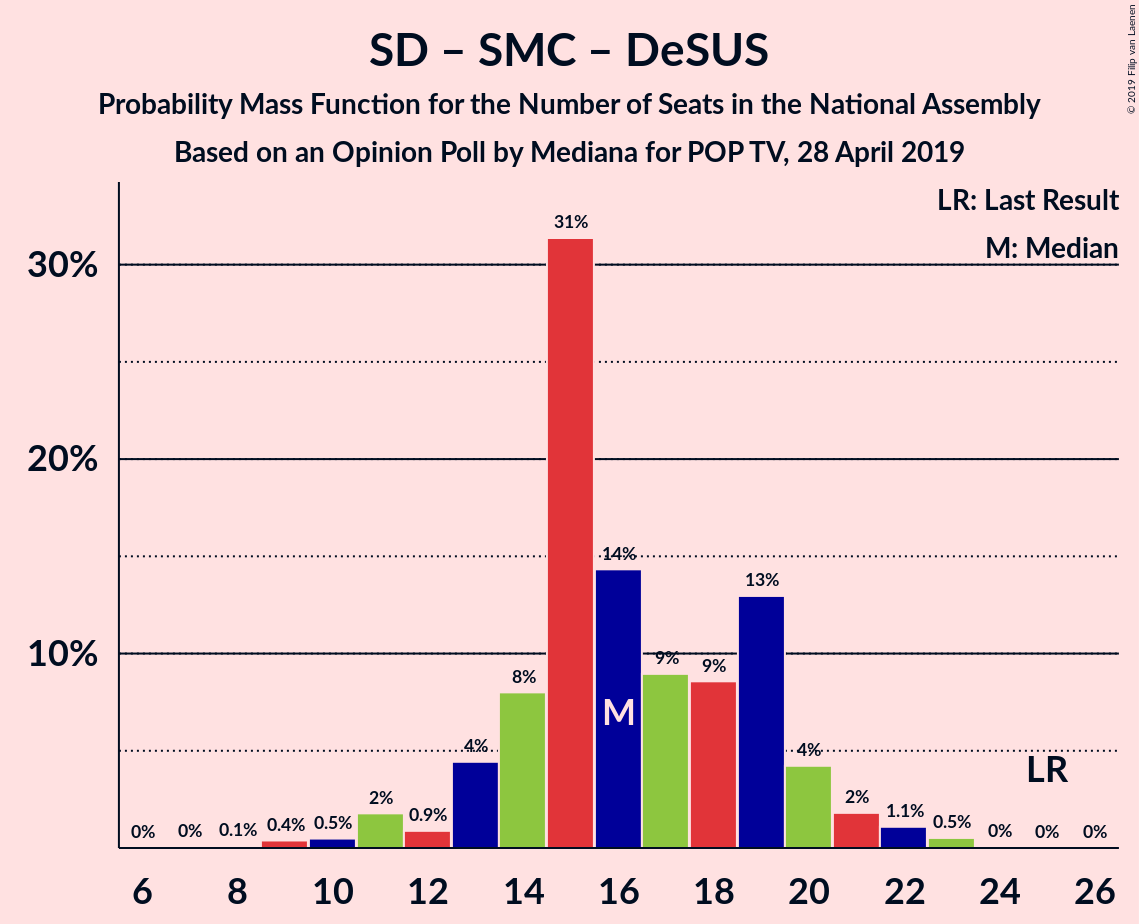 SD – SMC – DeSUS
Probability Mass Function for the Number of Seats in the National Assembly
Based on an Opinion Poll by Mediana for POP TV, 28 April 2019
© 2019 Filip van Laenen
LR: Last Result
M: Median
30%
20%
10%
0%
0%
0.1%
0.4%
0.5%
2%
0.9%
4%
8%
31%
14%
9%
9%
13%
4%
2%
1.1%
0.5%
0%
0%
0%
M
LR
6 8 10 12 14 16 18 20 22 24 26